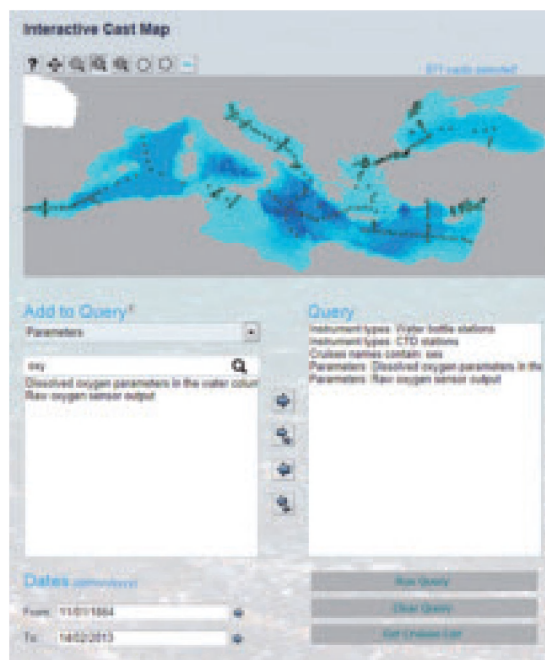 Interactive Cast Map
?
casts selected
Add to Query*
Parameters
oxy
Dissolved oxygen parameters in the water colum
Raw oxygen sensor output
Query
Instrument types: Water bottle stations
Instrument types: CTD stations
Cruises names contain: ses
Parameters: Dissolved oxygen parameters in the
Parameters: Raw oxygen sensor output
Dates
From: 11/01/1864
To: 14/02/2013
Run Query
Clear Query
Get Cruises List